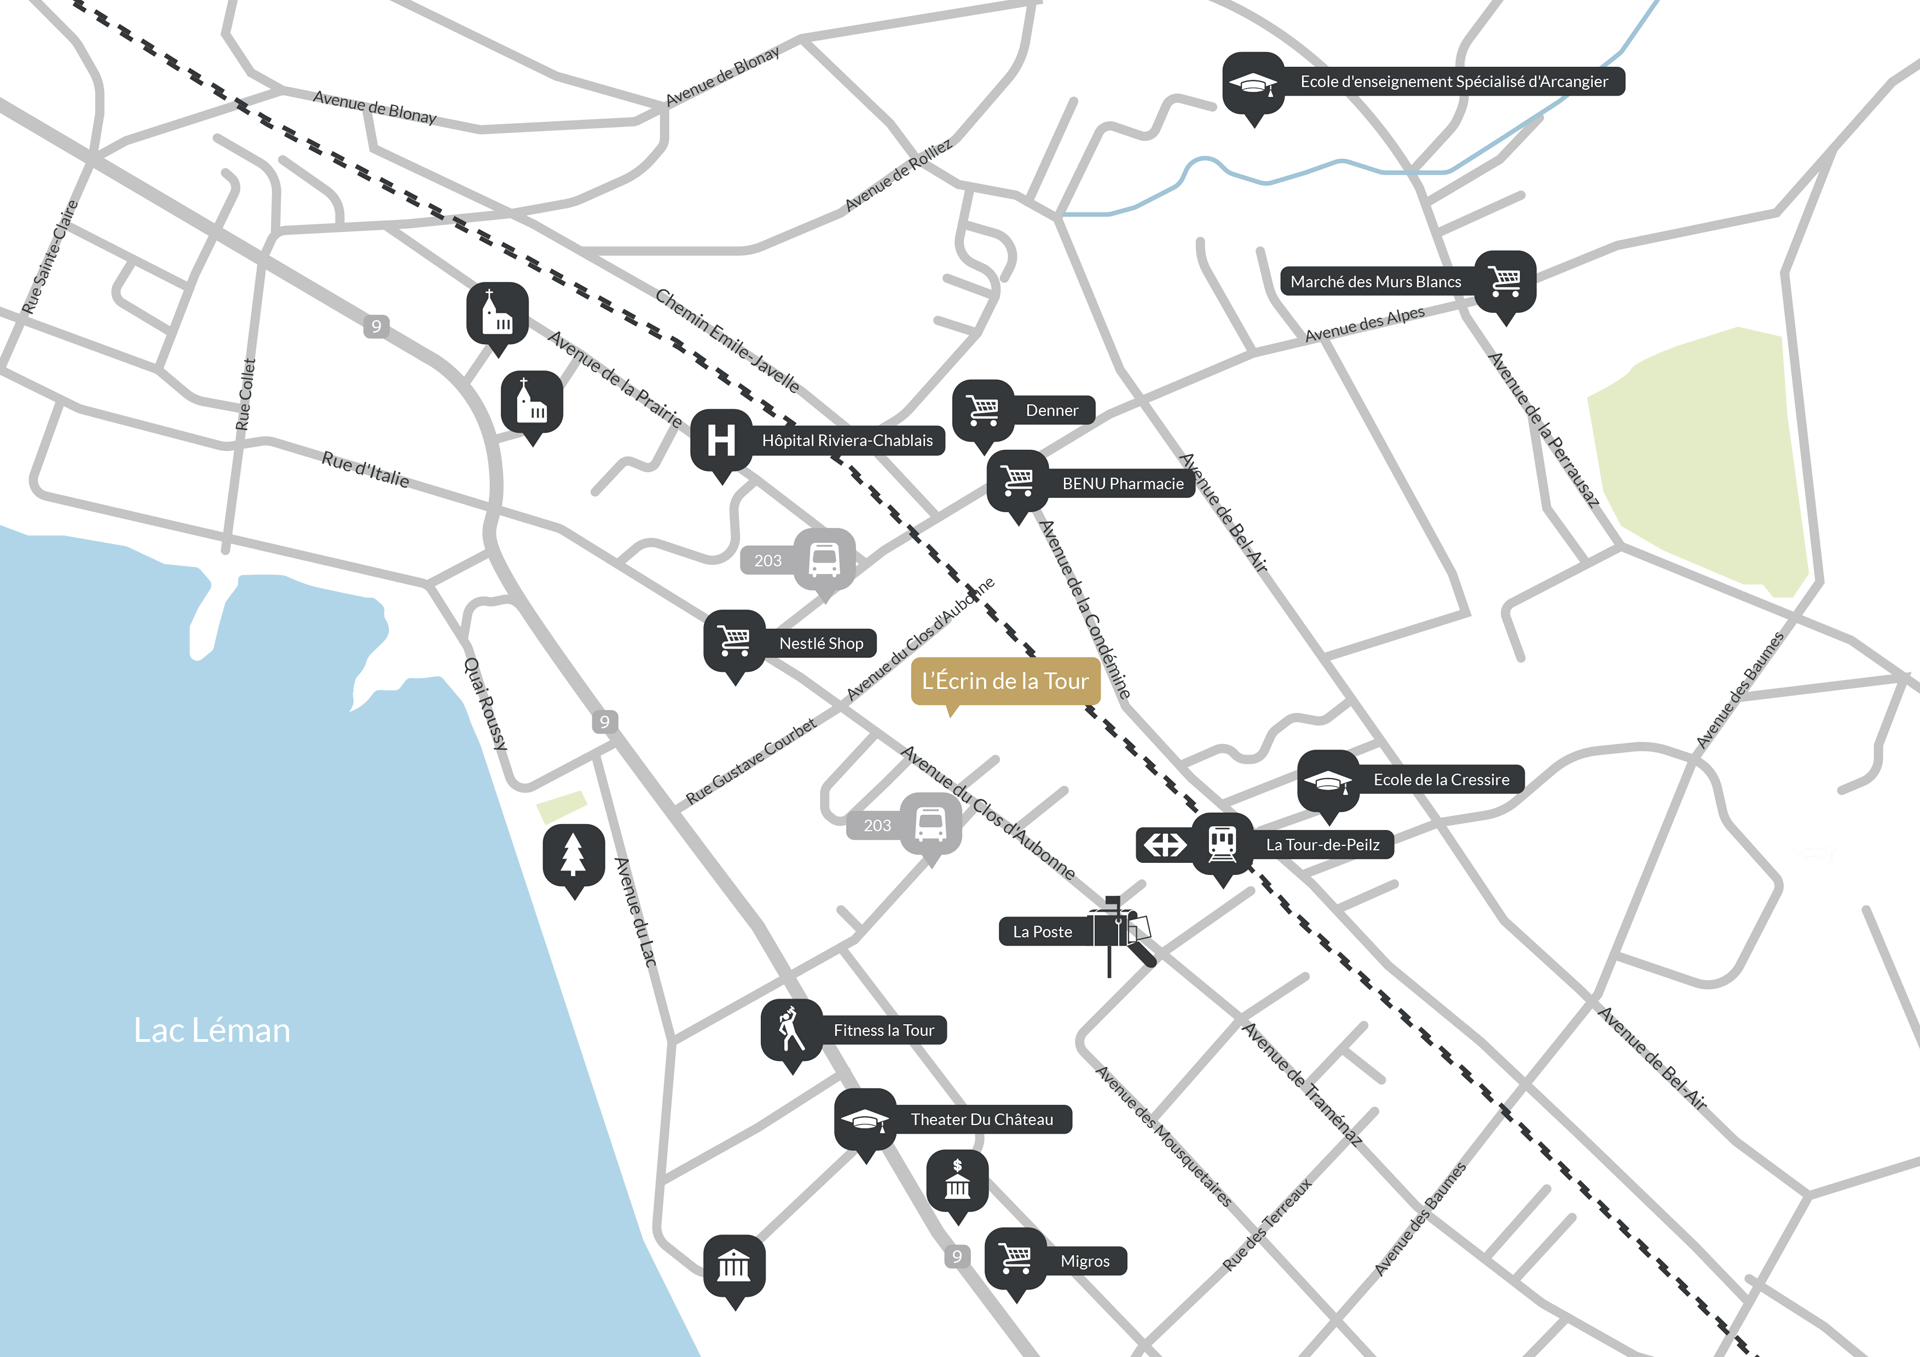 Avenue de Blonay
Avenue de Blonay
Ecole d'enseignement Spécialisé d'Arcangier
Avenue de Rolliez
Rue Sainte-Claire
Marché des Murs Blancs
9
Chemin Emile-Javelle
Avenue des Alpes
Avenue de la Prairie
Rue Collet
Denner
H
Hôpital Riviera-Chablais
Avenue de la Perrausaz
Rue d'Italie
BENU Pharmacie
Avenue de Bel-Air
203
Avenue de la Condémine
Avenue du Clos d'Aubonne
Nestlé Shop
L'Écrin de la Tour
Quai Roussy
9
Avenue des Baumes
Rue Gustave Courbet
Avenue du Clos d'Aubonne
Ecole de la Cressire
203
La Tour-de-Peilz
Avenue du Lac
La Poste
Lac Léman
Fitness la Tour
Avenue de Bel-Air
Avenue de Traménaz
Theater Du Château
Avenue des Mousquetaires
$
Rue des Terreaux
Avenue des Baumes
9
Migros